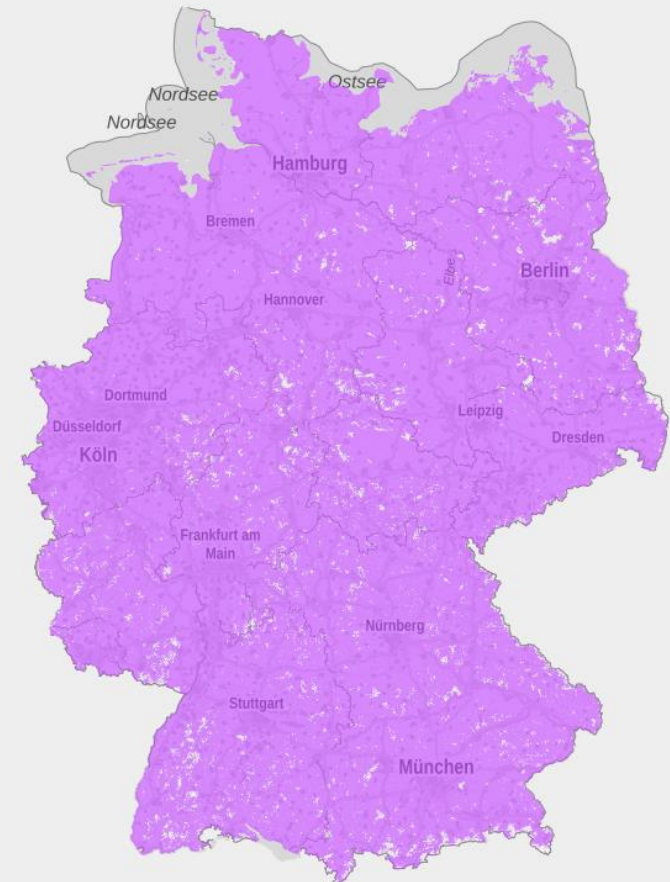 Ostsee
Nordsee
Nordsee
Hamburg
Bremen
Berlin
Elbe
Hannover
Dortmund
Leipzig
Düsseldorf
Dresden
Köln
Frankfurt am
Main
Nürnberg
Stuttgart
München